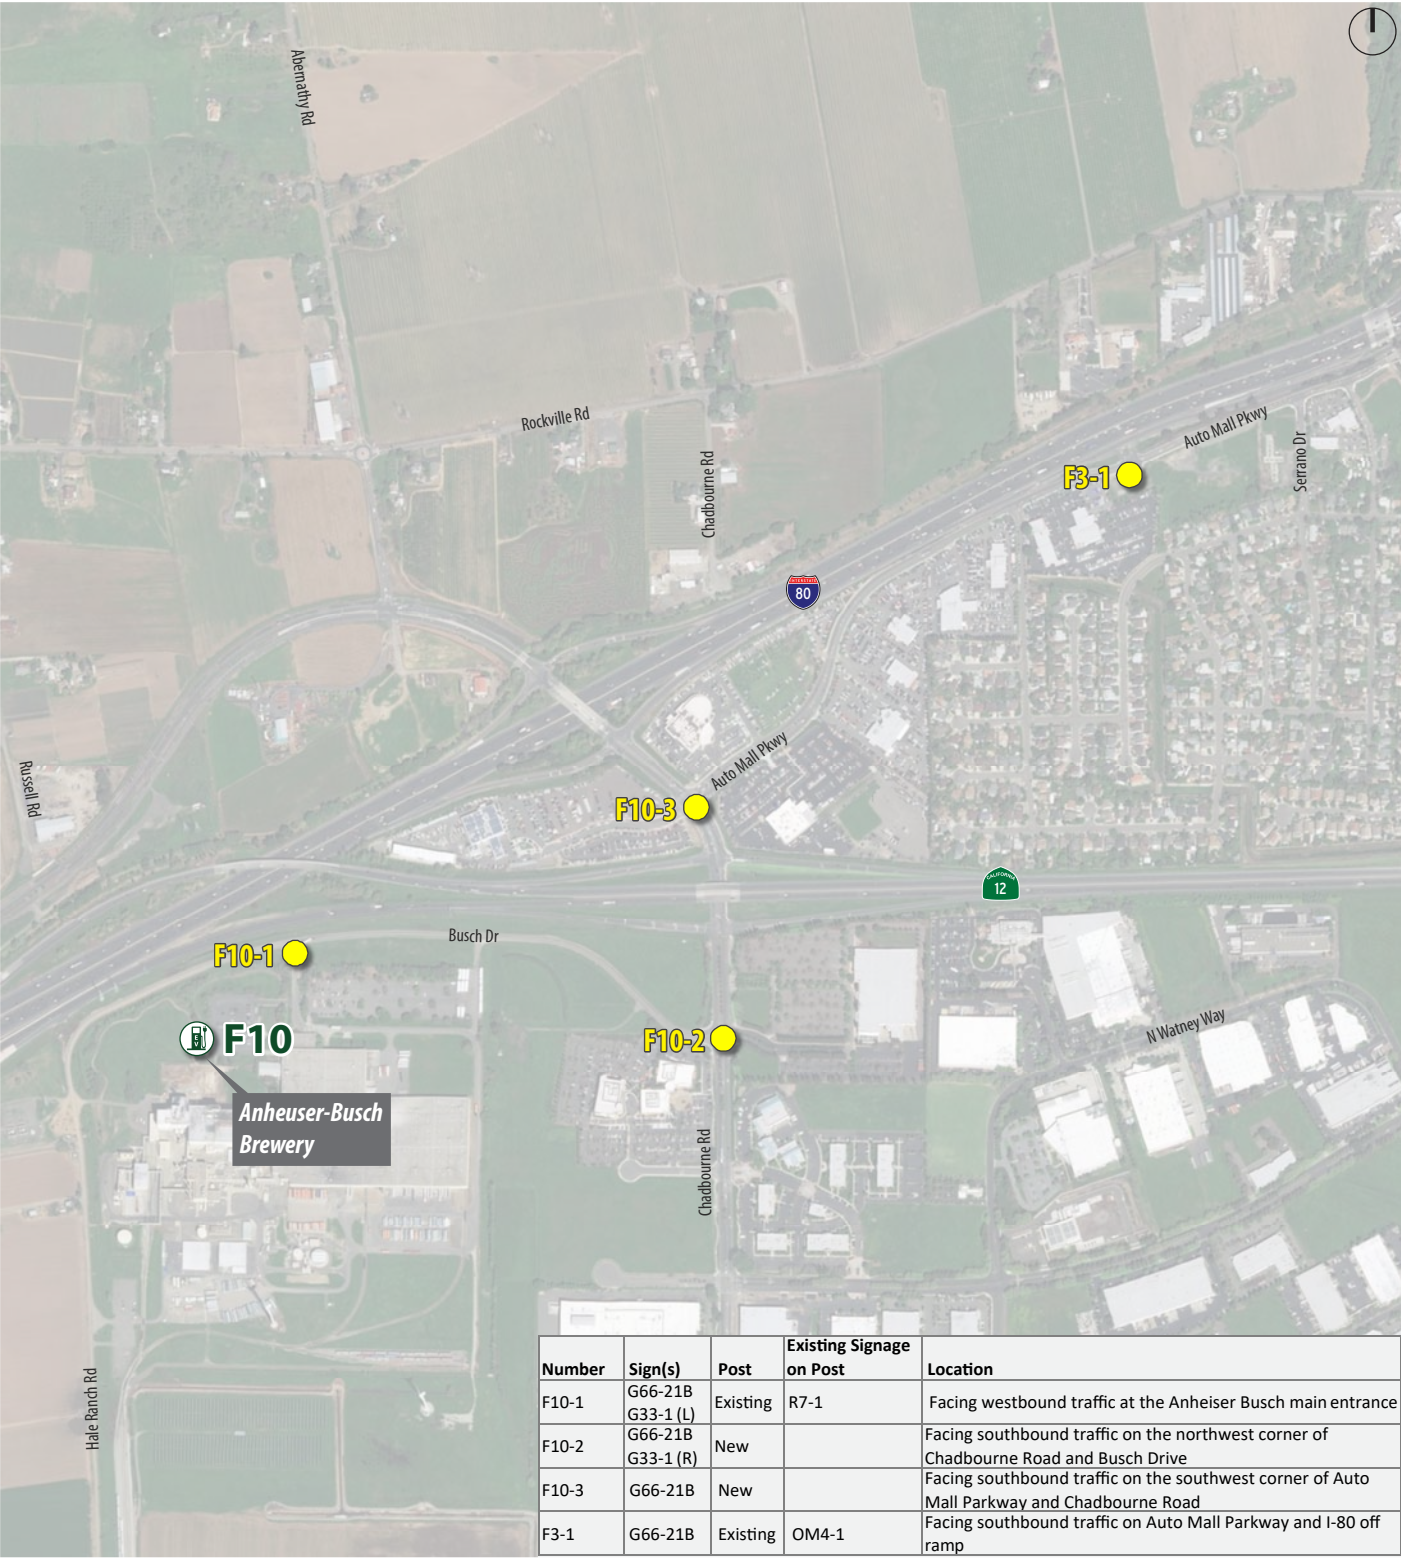 Abernathy Rd
Rockville Rd
Chadbourne Rd
Auto Mall Pkwy
Serrano Dr
F3-1
INTERSTATE
80
Russell Rd
Auto Mall Pkwy
F10-3
CALIFORNIA
12
Busch Dr
F10-1
F10-2
N Watney Way
EV
F10
Anheuser-Busch
Brewery
Chadbourne Rd
Hale Ranch Rd
Existing Signage
Number Sign(s) Post on Post Location
G66-21B
F10-1 Existing R7-1 Facing westbound traffic at the Anheiser Busch main entrance
G33-1 (L)
G66-21B Facing southbound traffic on the northwest corner of
F10-2 New
G33-1 (R) Chadbourne Road and Busch Drive
Facing southbound traffic on the southwest corner of Auto
F10-3 G66-21B New
Mall Parkway and Chadbourne Road
Facing southbound traffic on Auto Mall Parkway and I-80 off
F3-1 G66-21B Existing OM4-1
ramp